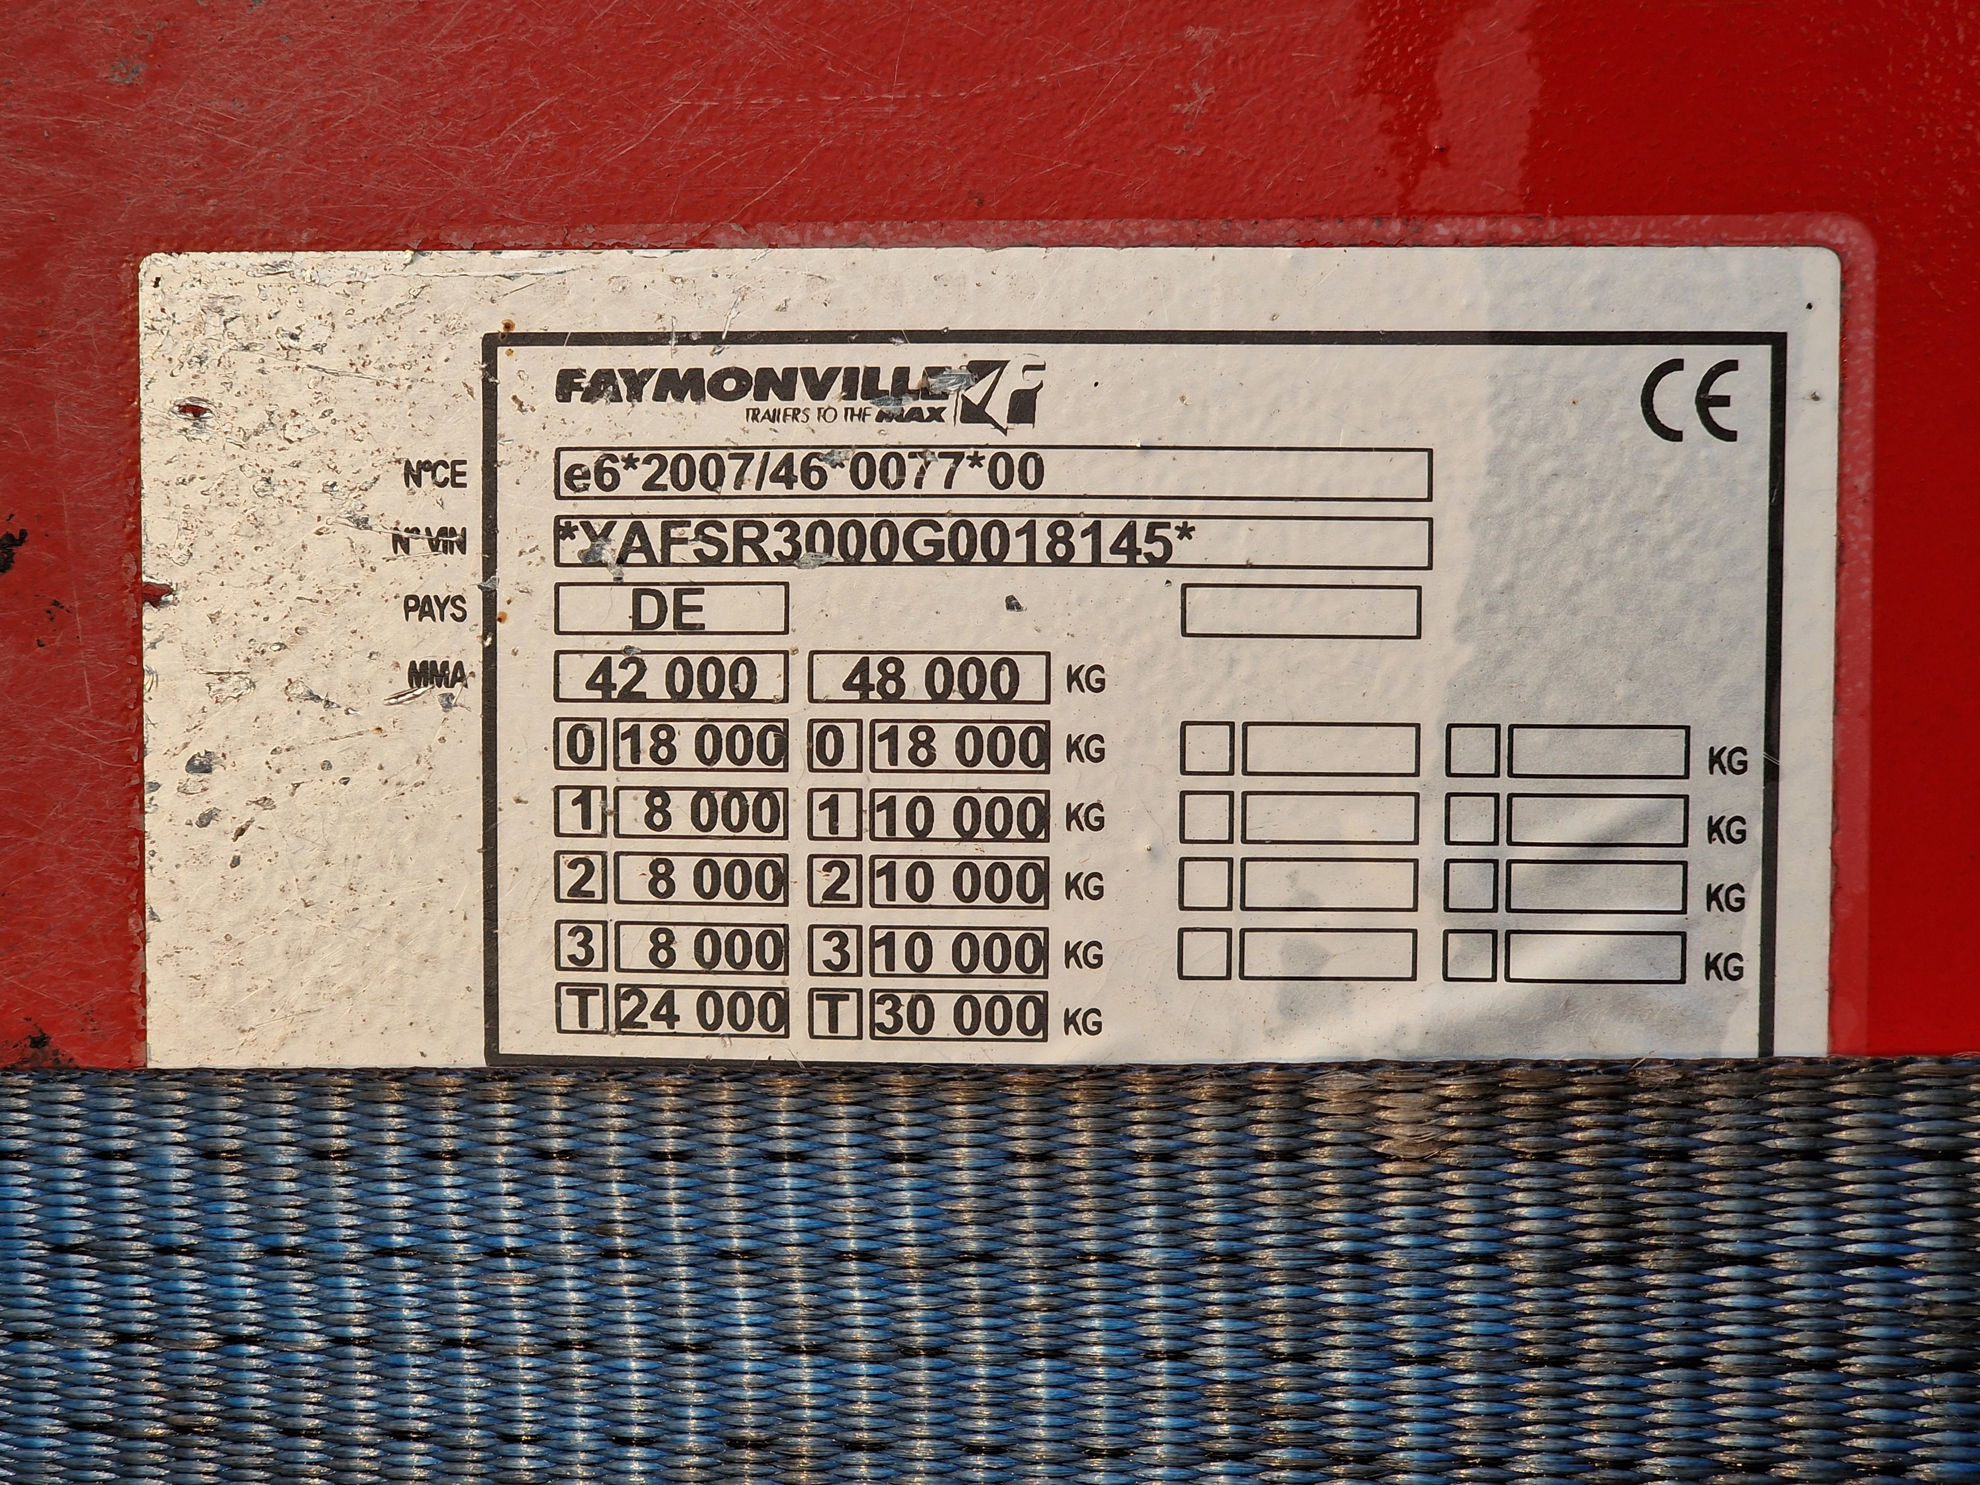 FAYMONVILLE
TRAILERS TO THE MAX
CE
N°CE e6*2007/46*0077*00
N° VIN *YAFSR3000G0018145*
PAYS DE
MMA 42 000 48 000 KG
0 18 000 0 18 000 KG KG
1 8 000 1 10 000 KG KG
2 8 000 2 10 000 KG KG
3 8 000 3 10 000 KG KG
T 24 000 T 30 000 KG